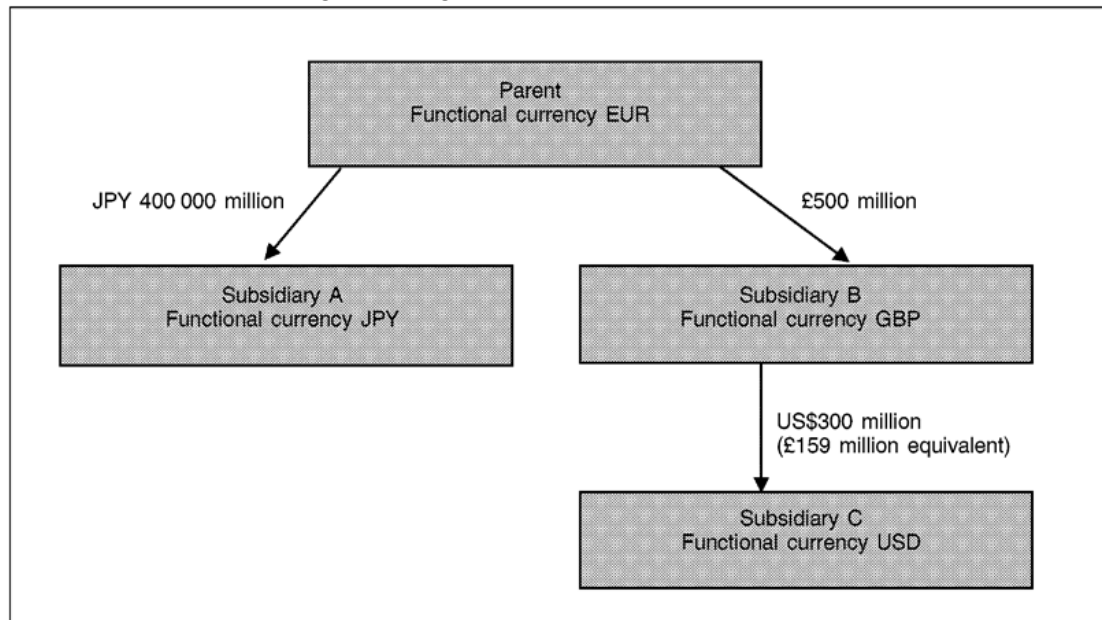 Parent
Functional currency EUR
JPY 400 000 million
£500 million
Subsidiary A
Functional currency JPY
Subsidiary B
Functional currency GBP
US$300 million
(£159 million equivalent)
Subsidiary C
Functional currency USD